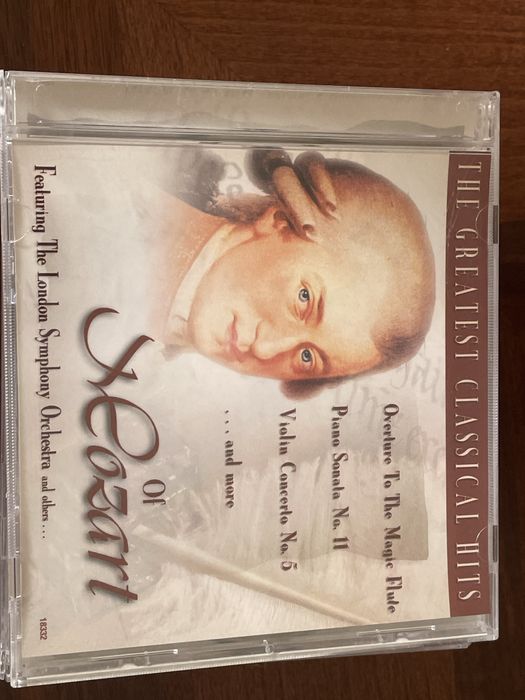 THE GREATEST CLASSICAL HITS
Overture To The Magic Flute
Piano Sonata No. 11
Violin Concerto No. 5
. . . and more
Of
Mozart
Featuring The London Symphony Orchestra and others . . .
18332